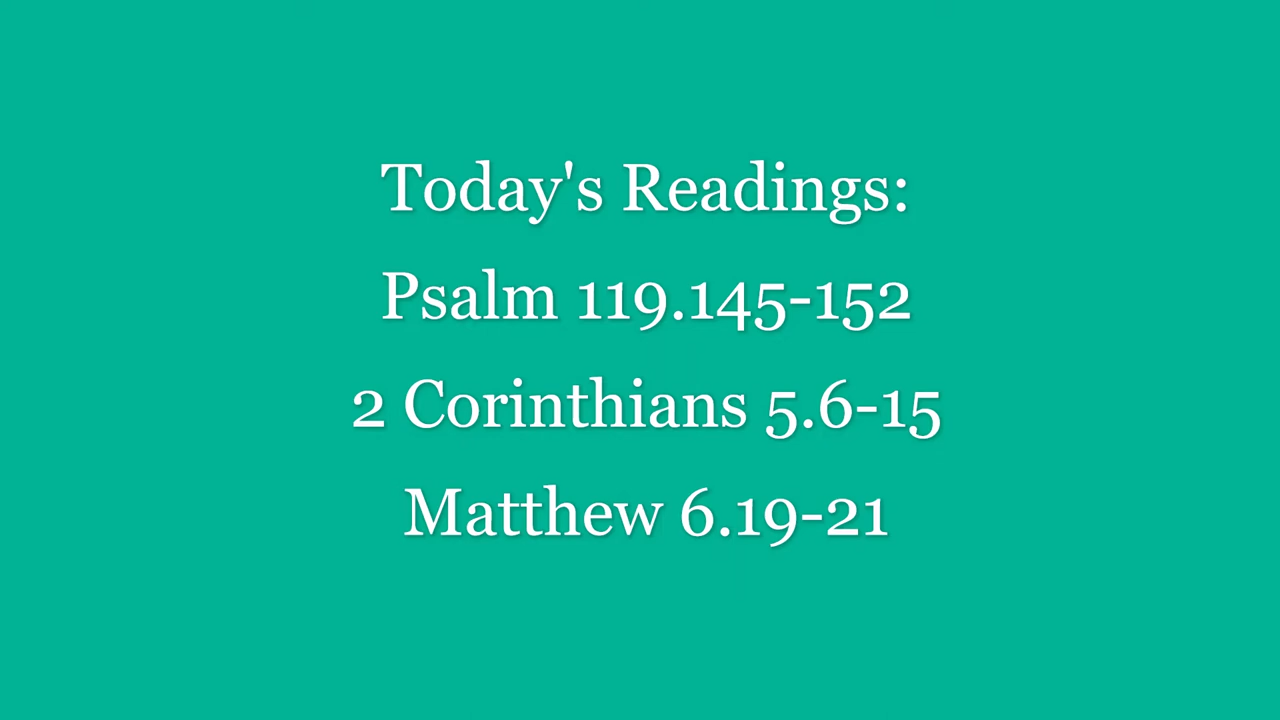 Today's Readings:
Psalm 119.145-152
2 Corinthians 5.6-15
Matthew 6.19-21